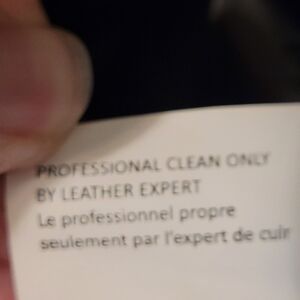 PROFESSIONAL CLEAN ONLY
BY LEATHER EXPERT
Le professionnel propre
seulement par l'expert de cuir